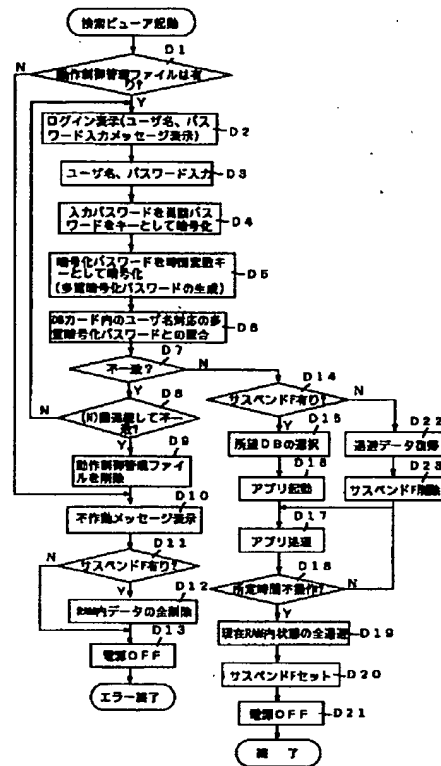 検索ビューア起動
D1
動作制御管理ファイルは有り?
N
Y
ログイン表示(ユーザ名、パスワード入力メッセージ表示)
D2
ユーザ名、パスワード入力
D3
入力パスワードを
パスワードをキーとして暗号化
D4
暗号化パスワードを時間変数キーとして暗号化
(多重暗号化パスワードの生成)
D5
DBカード内のユーザ名対応の多重暗号化パスワードとの照合
D6
D7
不一致?
N
Y
D8
(N)回連続して不一致?
N
Y
D9
動作制御管理ファイルを削除
D10
不作動メッセージ表示
D11
サスペンドF有り?
N
Y
D12
RAM内データの全削除
D13
電源OFF
エラー終了
D14
サスペンドF有り?
N
Y
D15
所望DBの選択
D16
アプリ起動
D22
退避データ復帰
D23
サスペンドF削除
D17
アプリ処理
D18
所定時間不操作?
N
Y
現在RAM内状態の全退避
D19
サスペンドFセット
D20
電源OFF
D21
終 了